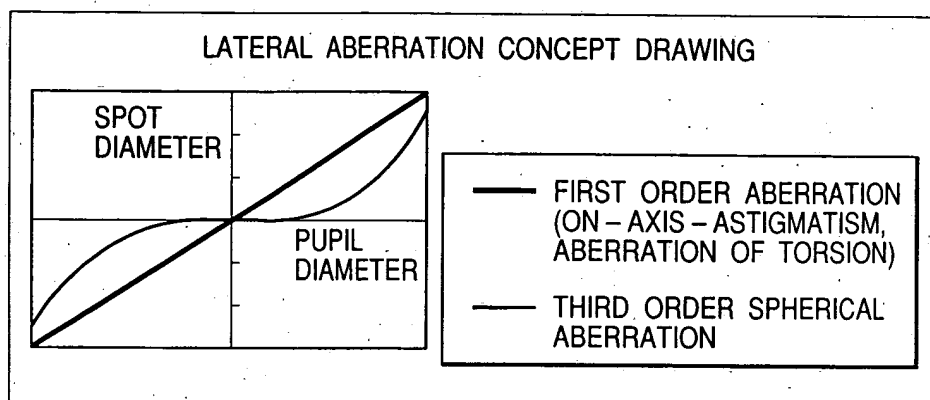 LATERAL ABERRATION CONCEPT DRAWING
SPOT
DIAMETER
PUPIL
DIAMETER
FIRST ORDER ABERRATION
(ON-AXIS-ASTIGMATISM,
ABERRATION OF TORSION)
THIRD ORDER SPHERICAL
ABERRATION